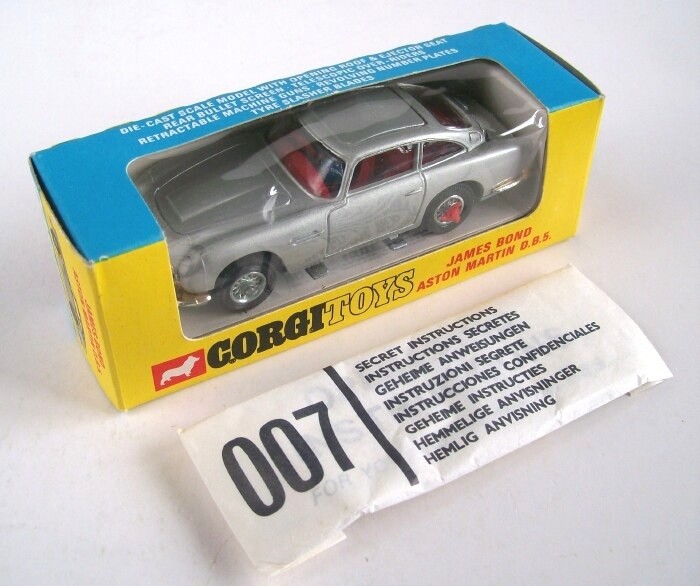 DIE-CAST SCALE MODEL WITH OPENING ROOF & EJECTOR SEAT
REAR BULLET SCREEN · TELESCOPIC OVER-RIDERS
RETRACTABLE MACHINE GUNS · REVOLVING NUMBER PLATES
TYRE SLASHER BLADES
JAMES BOND
ASTON MARTIN D.B.5.
CORGI TOYS
007
SECRET INSTRUCTIONS
INSTRUCTIONS SECRETES
GEHEIME ANWEISUNGEN
INSTRUZIONI SEGRETE
INSTRUCCIONES CONFIDENCIALES
GEHEIME INSTRUCTIES
HEMMELIGE ANVISNINGER
HEMLIG ANVISNING
FOR YO